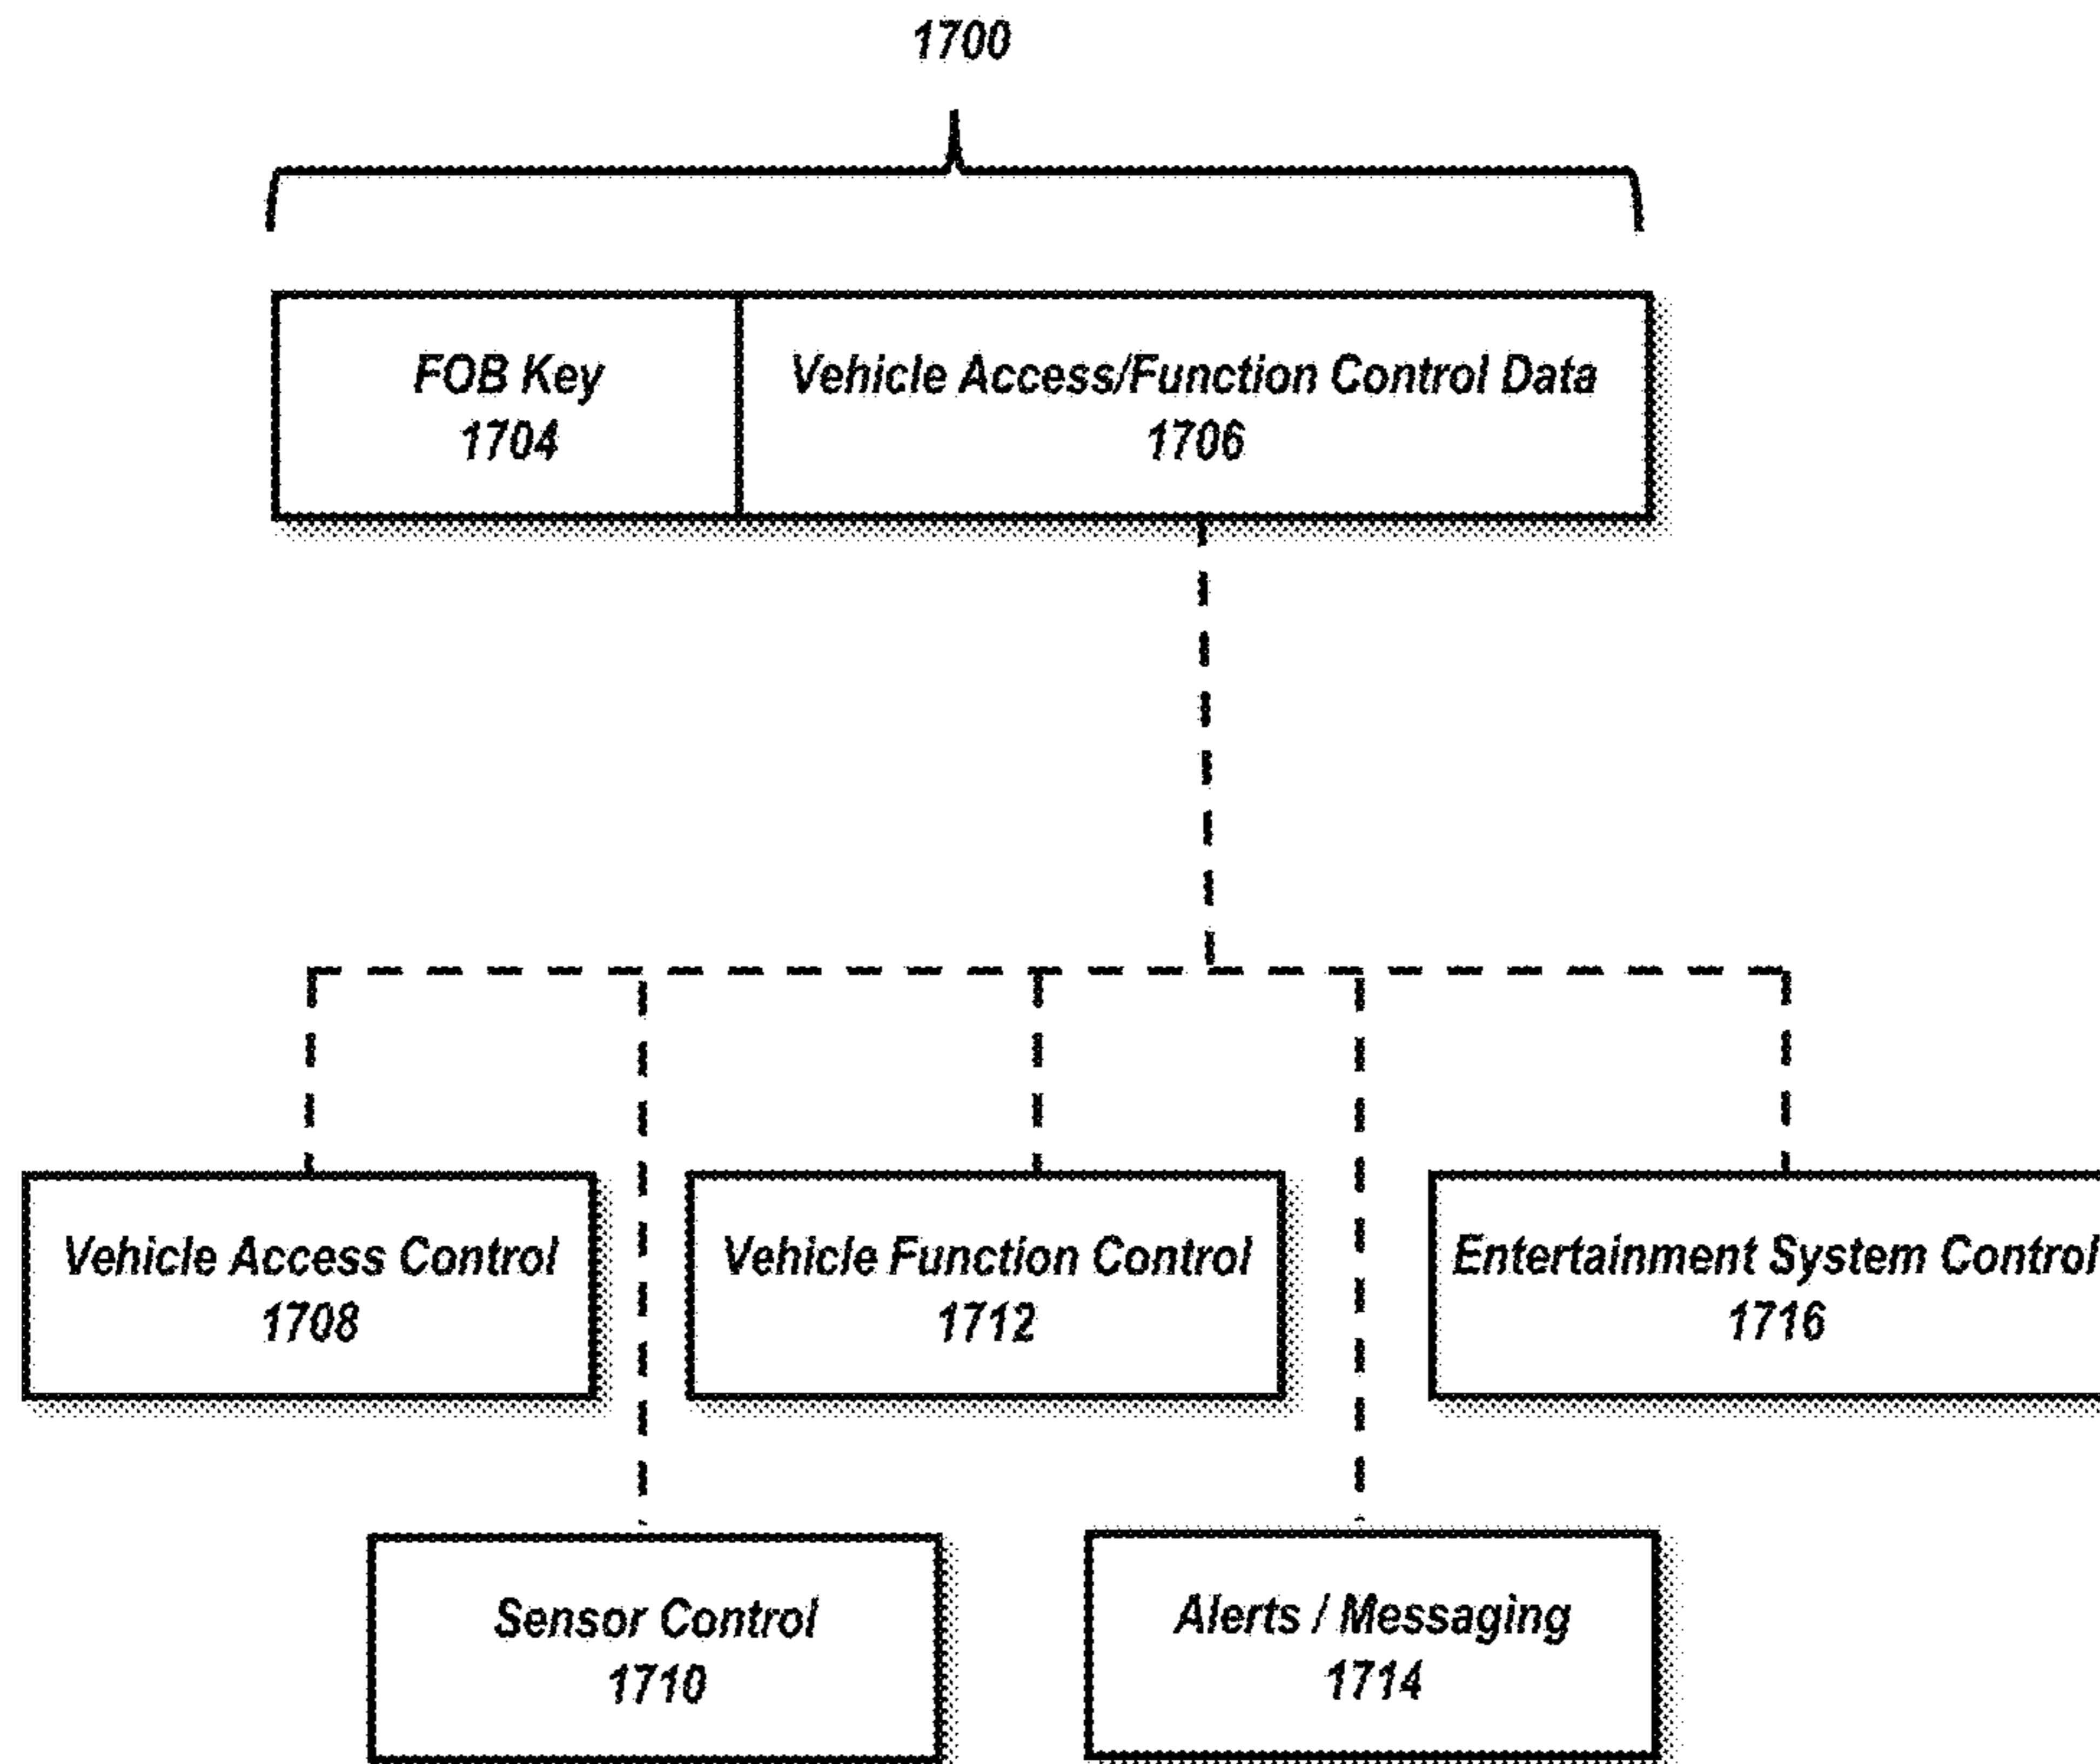 1700
FOB Key
1704
Vehicle Access/Function Control Data
1706
Vehicle Access Control
1708
Vehicle Function Control
1712
Entertainment System Control
1716
Sensor Control
1710
Alerts / Messaging
1714